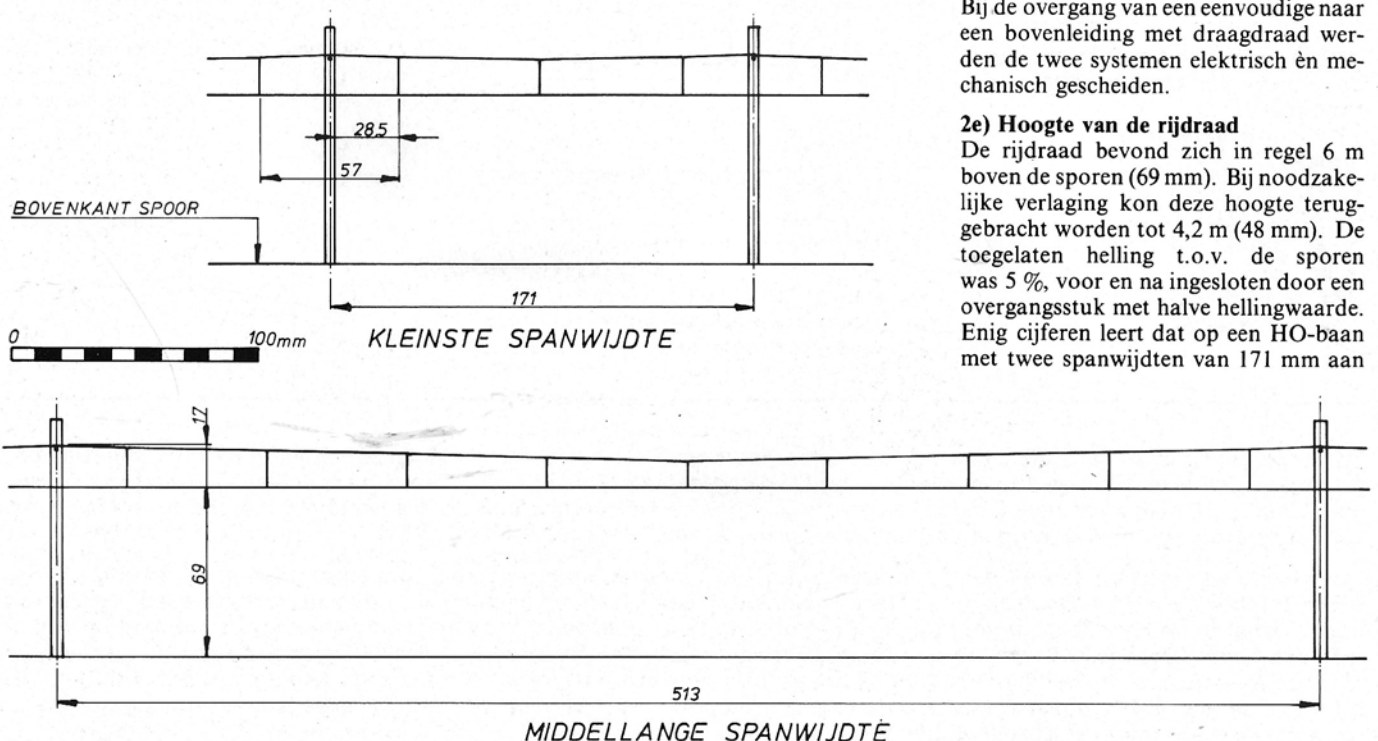 Bij de overgang van een eenvoudige naar
een bovenleiding met draagdraad wer-
den de twee systemen elektrisch èn me-
chanisch gescheiden.
2e) Hoogte van de rijdraad
De rijdraad bevond zich in regel 6 m
boven de sporen (69 mm). Bij noodzake-
lijke verlaging kon deze hoogte terug-
gebracht worden tot 4,2 m (48 mm). De
toegelaten helling t.o.v. de sporen
was 5 %, voor en na ingesloten door een
overgangsstuk met halve hellingwaarde.
Enig cijferen leert dat op een HO-baan
met twee spanwijdten van 171 mm aan
28.5
57
BOVENKANT SPOOR
171
KLEINSTE SPANWIJDTE
0 100mm
17
69
513
MIDDELLANGE SPANWIJDTE